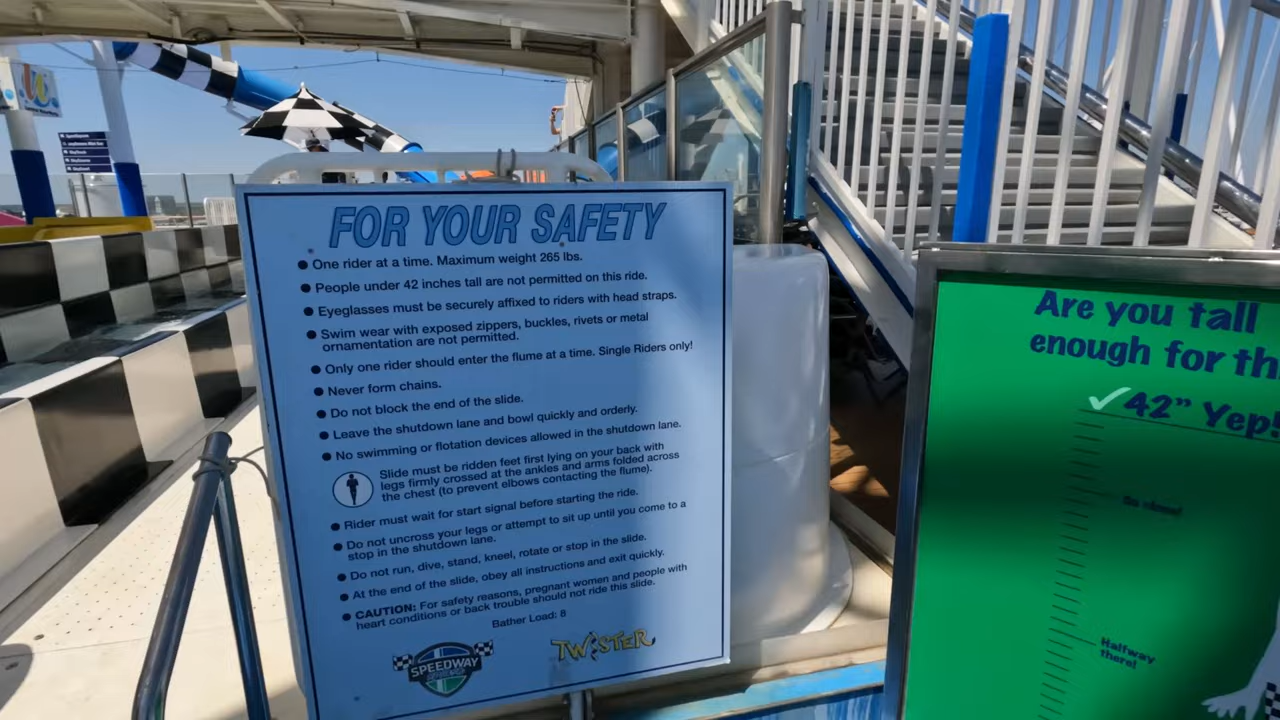 FOR YOUR SAFETY
One rider at a time. Maximum weight 265 lbs.
People under 42 inches tall are not permitted on this ride.
Eyeglasses must be securely affixed to riders with head straps.
Swim wear with exposed zippers, buckles, rivets or metal
ornamentation are not permitted.
Only one rider should enter the flume at a time. Single Riders only!
Never form chains.
Do not block the end of the slide.
Leave the shutdown lane and bowl quickly and orderly.
No swimming or flotation devices allowed in the shutdown lane.
Slide must be ridden feet first lying on your back with
legs firmly crossed at the ankles and arms folded across
the chest (to prevent elbows contacting the flume).
Rider must wait for start signal before starting the ride.
Do not uncross your legs or attempt to sit up until you come to a
stop in the shutdown lane.
Do not run, dive, stand, kneel, rotate or stop in the slide.
At the end of the slide, obey all instructions and exit quickly.
CAUTION: For safety reasons, pregnant women and people with
heart conditions or back trouble should not ride this slide.
Bather Load: 8
SPEEDWAY
TWISTER
Are you tall
enough for th
42" Yep!
So close!
Halfway
there!